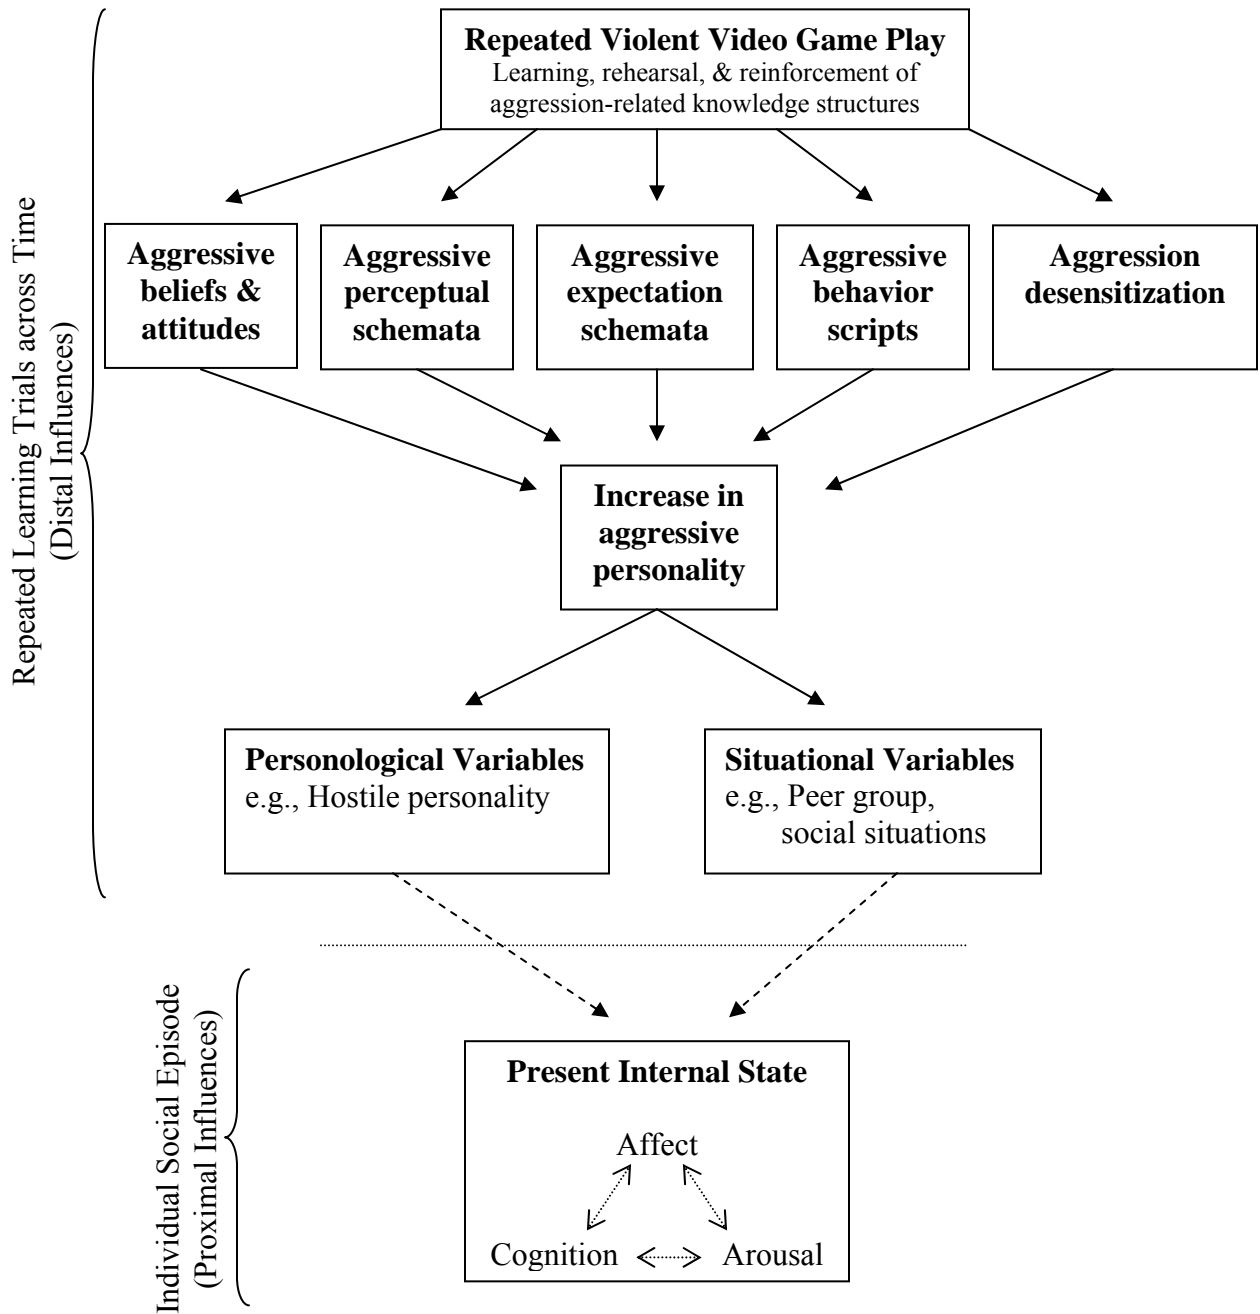 Repeated Violent Video Game Play
Learning, rehearsal, & reinforcement of
aggression-related knowledge structures
Repeated Learning Trials across Time
(Distal Influences)
Aggressive
beliefs &
attitudes
Aggressive
perceptual
schemata
Aggressive
expectation
schemata
Aggressive
behavior
scripts
Aggression
desensitization
Increase in
aggressive
personality
Personological Variables
e.g., Hostile personality
Situational Variables
e.g., Peer group,
social situations
Individual Social Episode
(Proximal Influences)
Present Internal State
Affect
Cognition
Arousal